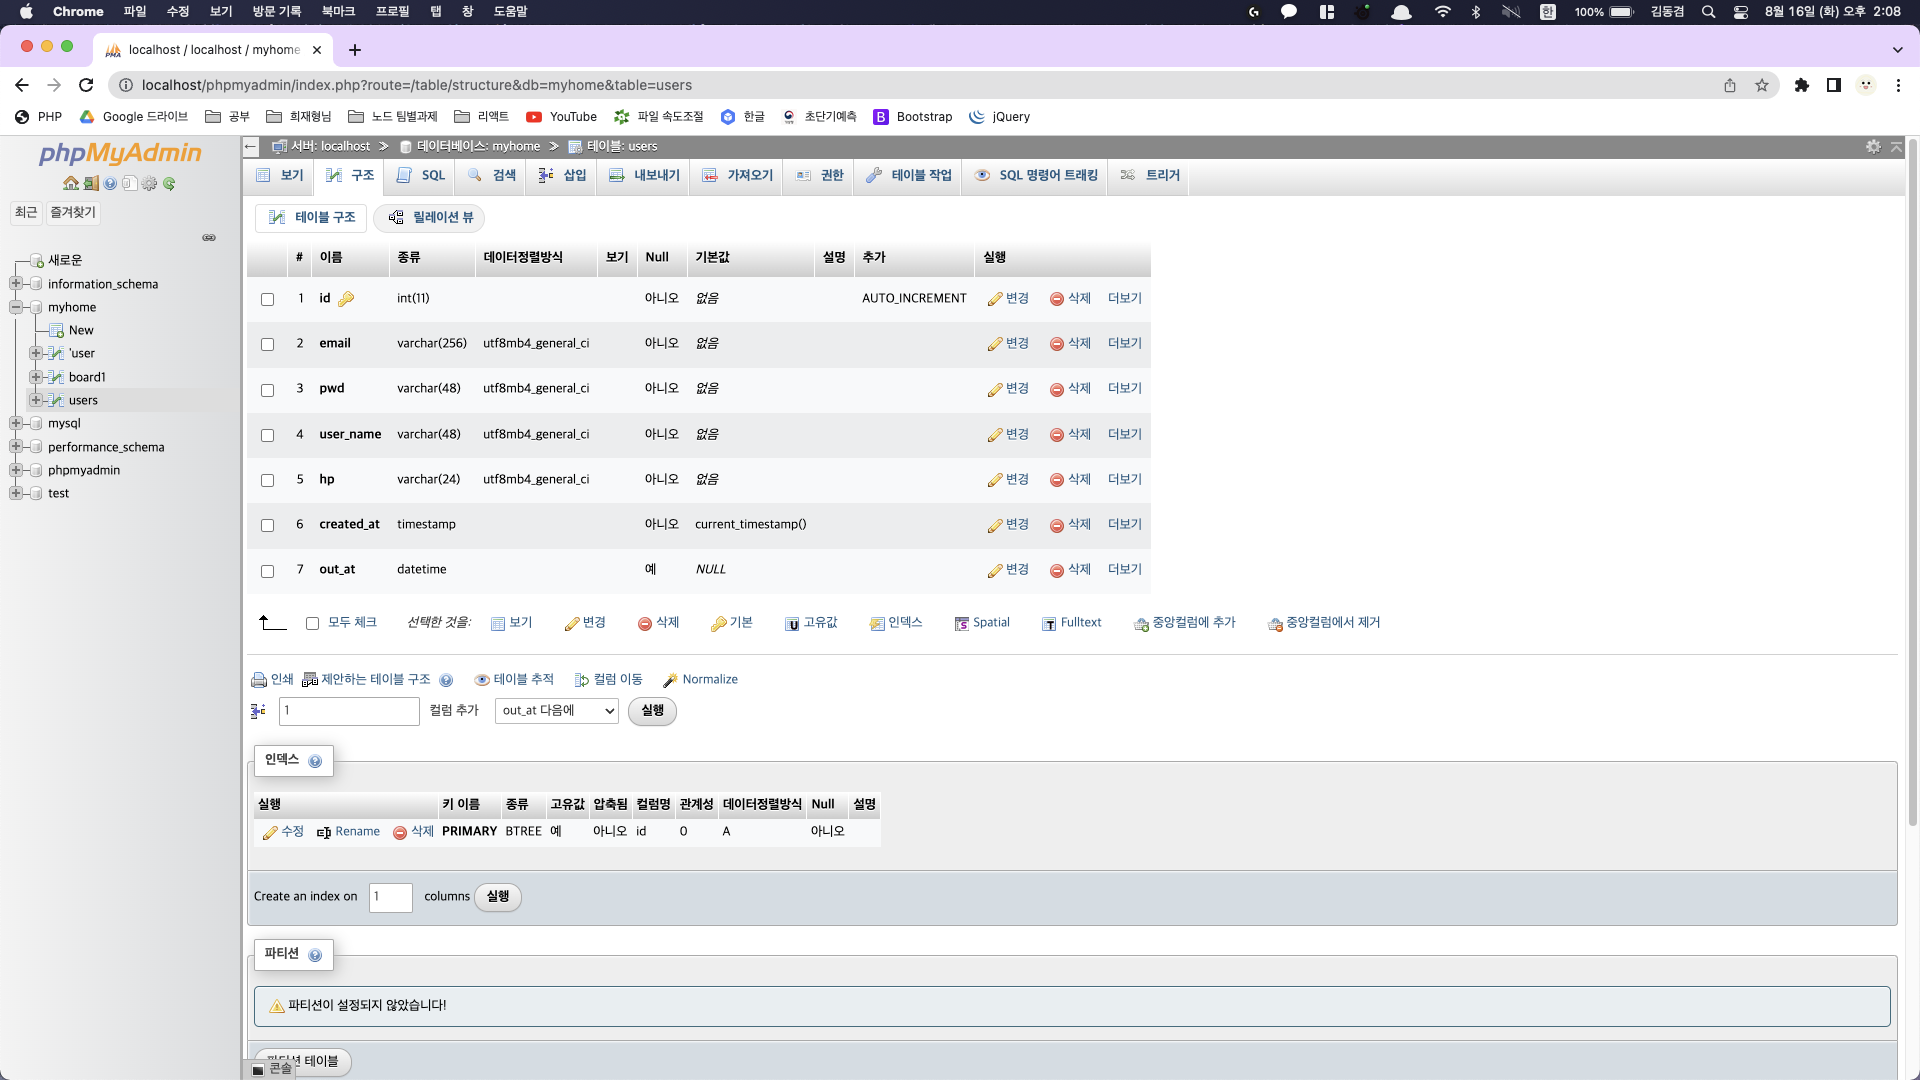 Chrome 파일 수정 보기 방문 기록 북마크 프로필 탭 창 도움말 한 100% 김동겸 8월 16일 (화) 오후 2:08
PMA localhost / localhost / myhome
localhost/phpmyadmin/index.php?route=/table/structure&db=myhome&table=users
PHP Google 드라이브 공부 희재형님 노드 팀별과제 리액트 YouTube 파일 속도조절 한글 초단기예측 B Bootstrap jQuery
phpMyAdmin
최근 즐겨찾기
새로운
information_schema
myhome
New
'user
board1
users
mysql
performance_schema
phpmyadmin
test
서버: localhost » 데이터베이스: myhome » 테이블: users
보기 구조 SQL 검색 삽입 내보내기 가져오기 권한 테이블 작업 SQL 명령어 트래킹 트리거
테이블 구조 릴레이션 뷰
# 이름 종류 데이터정렬방식 보기 Null 기본값 설명 추가 실행
1 id int(11) 아니오 없음 AUTO_INCREMENT 변경 삭제 더보기
2 email varchar(256) utf8mb4_general_ci 아니오 없음 변경 삭제 더보기
3 pwd varchar(48) utf8mb4_general_ci 아니오 없음 변경 삭제 더보기
4 user_name varchar(48) utf8mb4_general_ci 아니오 없음 변경 삭제 더보기
5 hp varchar(24) utf8mb4_general_ci 아니오 없음 변경 삭제 더보기
6 created_at timestamp 아니오 current_timestamp() 변경 삭제 더보기
7 out_at datetime 예 NULL 변경 삭제 더보기
모두 체크 선택한 것을: 보기 변경 삭제 기본 고유값 인덱스 Spatial Fulltext 중앙컬럼에 추가 중앙컬럼에서 제거
인쇄 제안하는 테이블 구조 테이블 추적 컬럼 이동 Normalize
1 컬럼 추가 out_at 다음에 실행
인덱스
실행 키 이름 종류 고유값 압축됨 컬럼명 관계성 데이터정렬방식 Null 설명
수정 Rename 삭제 PRIMARY BTREE 예 아니오 id 0 A 아니오
Create an index on 1 columns 실행
파티션
파티션이 설정되지 않았습니다!
파티션 테이블
콘솔